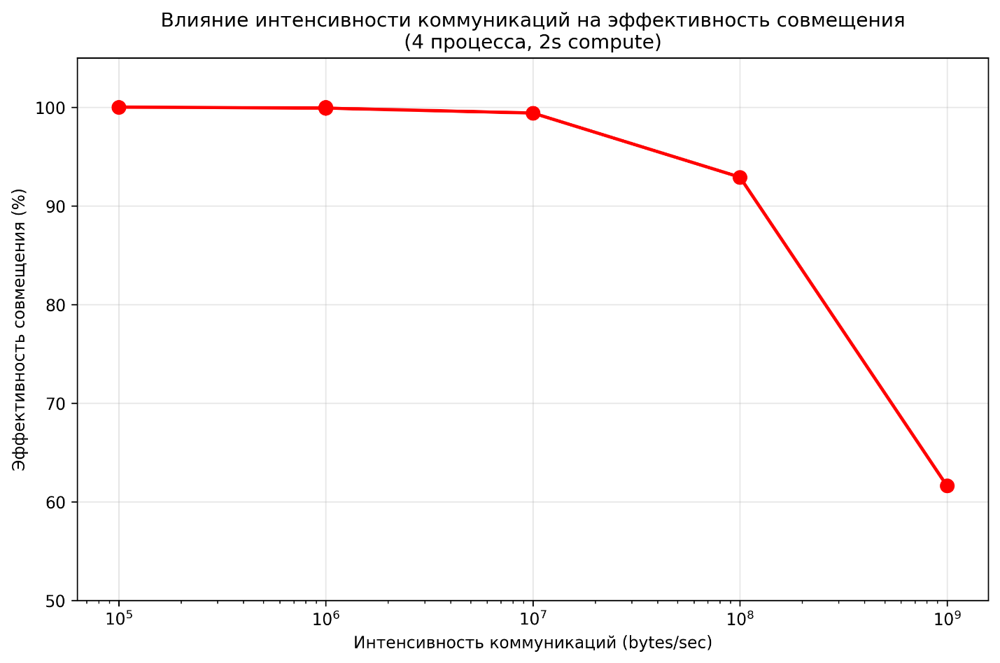 Влияние интенсивности коммуникаций на эффективность совмещения
(4 процесса, 2s compute)
Эффективность совмещения (%)
100
90
80
70
60
50
10⁵ 10⁶ 10⁷ 10⁸ 10⁹
Интенсивность коммуникаций (bytes/sec)